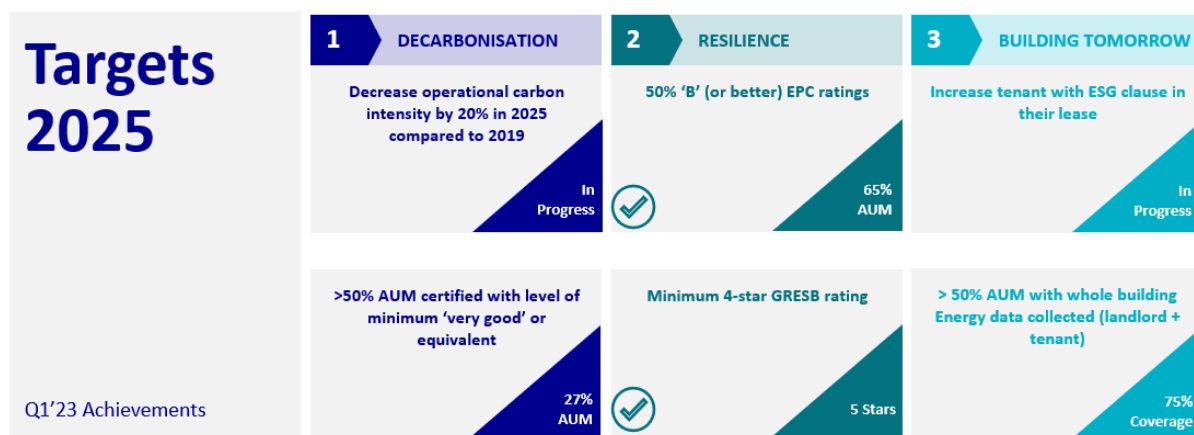 Targets
2025
Q1'23 Achievements
1 DECARBONISATION
Decrease operational carbon
intensity by 20% in 2025
compared to 2019
In
Progress
>50% AUM certified with level of
minimum ‘very good’ or
equivalent
27%
AUM
2 RESILIENCE
50% ‘B’ (or better) EPC ratings
65%
AUM
Minimum 4-star GRESB rating
5 Stars
3 BUILDING TOMORROW
Increase tenant with ESG clause in
their lease
In
Progress
> 50% AUM with whole building
Energy data collected (landlord +
tenant)
75%
Coverage